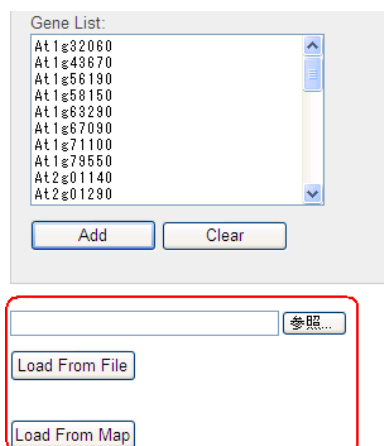 Gene List:
At1g32060
At1g43670
At1g56190
At1g58150
At1g63290
At1g67090
At1g71100
At1g79550
At2g01140
At2g01290
Add Clear
参照...
Load From File
Load From Map